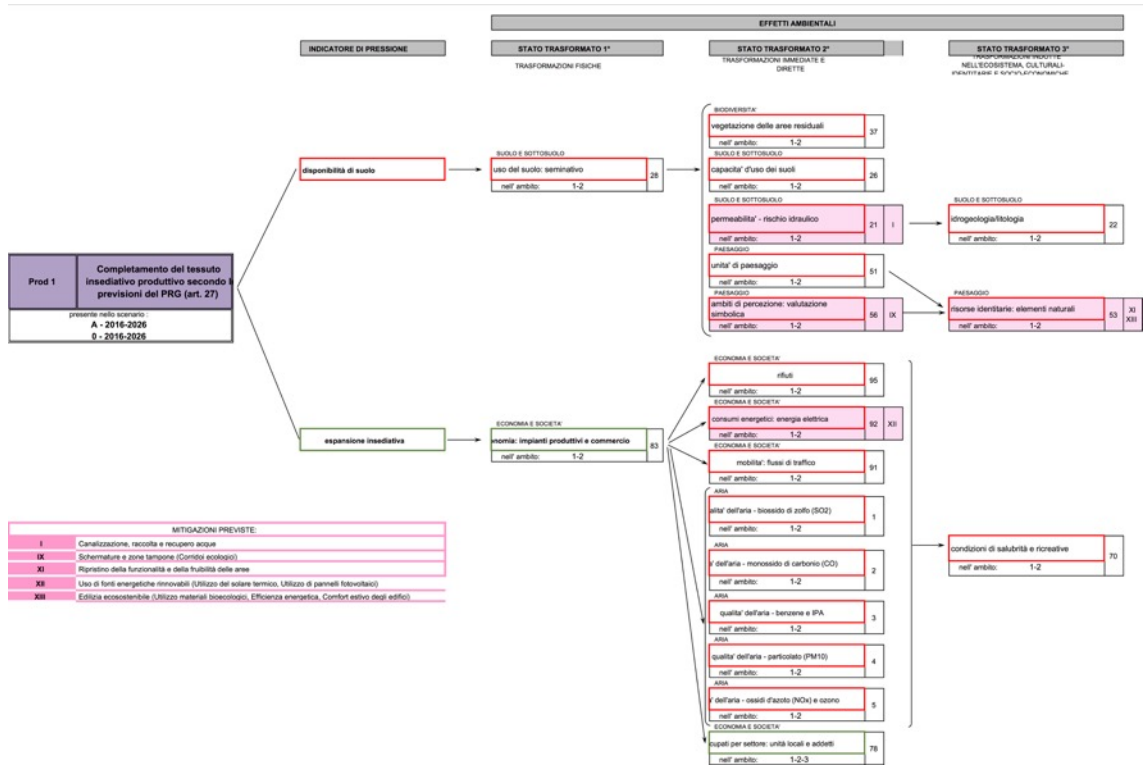 EFFETTI AMBIENTALI
INDICATORE DI PRESSIONE
STATO TRASFORMATO 1°
STATO TRASFORMATO 2°
STATO TRASFORMATO 3°
TRASFORMAZIONI FISICHE
TRASFORMAZIONI IMMEDIATE E
DIRETTE
TRASFORMAZIONI INDOTTE
NELL'ECOSISTEMA, CULTURALI-
IDENTITARIE E SOCIO-ECONOMICHE
Prod 1
Completamento del tessuto
insediativo produttivo secondo l
previsioni del PRG (art. 27)
presente nello scenario :
A - 2016-2026
0 - 2016-2026
disponibilità di suolo
SUOLO E SOTTOSUOLO
uso del suolo: seminativo
28
nell' ambito: 1-2
BIODIVERSITA'
vegetazione delle aree residuali
37
nell' ambito: 1-2
SUOLO E SOTTOSUOLO
capacita' d'uso dei suoli
26
nell' ambito: 1-2
SUOLO E SOTTOSUOLO
permeabilita' - rischio idraulico
21
I
nell' ambito: 1-2
SUOLO E SOTTOSUOLO
idrogeologia/litologia
22
nell' ambito: 1-2
PAESAGGIO
unita' di paesaggio
51
nell' ambito: 1-2
PAESAGGIO
ambiti di percezione: valutazione
simbolica
56
IX
nell' ambito: 1-2
PAESAGGIO
risorse identitarie: elementi naturali
53
XI
XIII
nell' ambito: 1-2
espansione insediativa
ECONOMIA E SOCIETA'
nomia: impianti produttivi e commercio
83
nell' ambito: 1-2
ECONOMIA E SOCIETA'
rifiuti
95
nell' ambito: 1-2
ECONOMIA E SOCIETA'
consumi energetici: energia elettrica
92
XII
nell' ambito: 1-2
ECONOMIA E SOCIETA'
mobilita': flussi di traffico
91
nell' ambito: 1-2
ARIA
alita' dell'aria - biossido di zolfo (SO2)
1
nell' ambito: 1-2
ARIA
a' dell'aria - monossido di carbonio (CO)
2
nell' ambito: 1-2
ARIA
qualita' dell'aria - benzene e IPA
3
nell' ambito: 1-2
ARIA
qualita' dell'aria - particolato (PM10)
4
nell' ambito: 1-2
ARIA
a' dell'aria - ossidi d'azoto (NOx) e ozono
5
nell' ambito: 1-2
ECONOMIA E SOCIETA'
cupati per settore: unità locali e addetti
78
nell' ambito: 1-2-3
condizioni di salubrità e ricreative
70
nell' ambito: 1-2
MITIGAZIONI PREVISTE:
I Canalizzazione, raccolta e recupero acque
IX Schermature e zone tampone (Corridoi ecologici)
XI Ripristino della funzionalità e della fruibilità delle aree
XII Uso di fonti energetiche rinnovabili (Utilizzo del solare termico, Utilizzo di pannelli fotovoltaici)
XIII Edilizia ecosostenibile (Utilizzo materiali bioecologici, Efficienza energetica, Comfort estivo degli edifici)